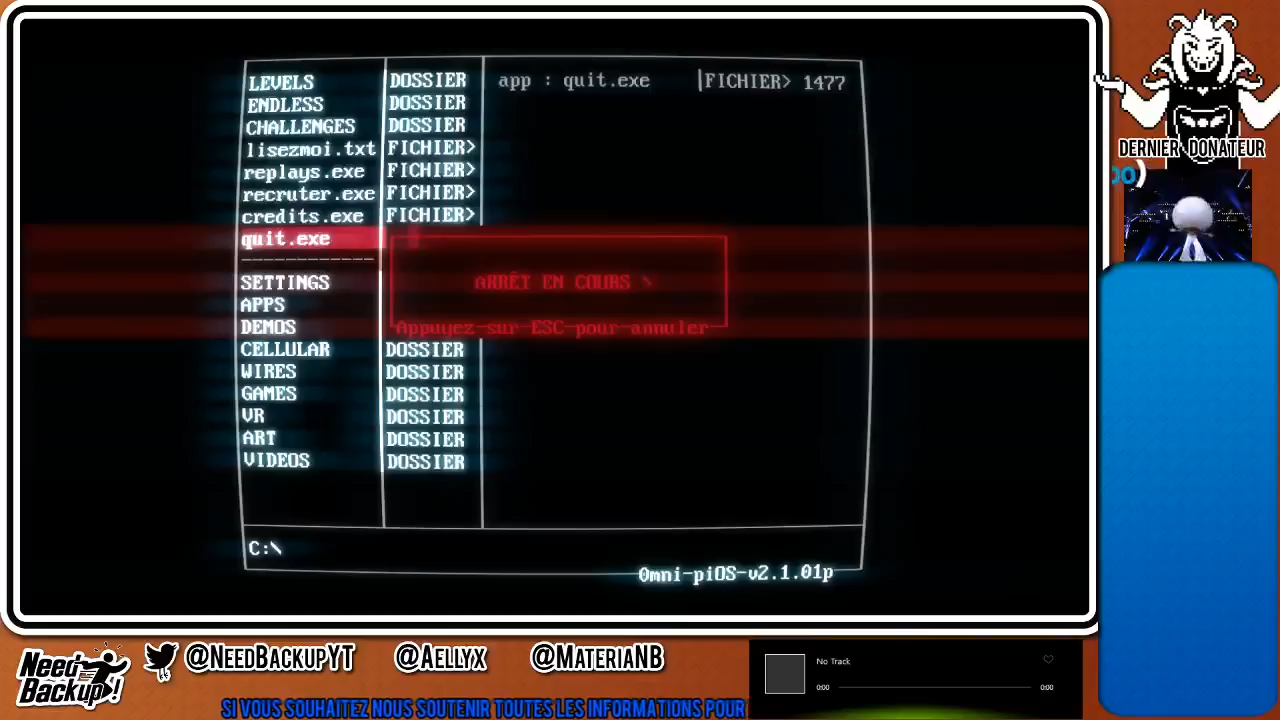 LEVELS DOSSIER app : quit.exe |FICHIER> 1477
ENDLESS DOSSIER
CHALLENGES DOSSIER
lisezmoi.txt FICHIER>
replays.exe FICHIER>
recruter.exe FICHIER>
credits.exe FICHIER>
quit.exe
------------
SETTINGS
APPS
DEMOS
ARRÊT EN COURS \
Appuyez sur ESC pour annuler
CELLULAR DOSSIER
WIRES DOSSIER
GAMES DOSSIER
VR DOSSIER
ART DOSSIER
VIDEOS DOSSIER
C:\
Omni-piOS-v2.1.01p
DERNIER DONATEUR
00)
Need Backup!
@NEEDBACKUPYT @AELLYX @MATERIANB
SI VOUS SOUHAITEZ NOUS SOUTENIR TOUTES LES INFORMATIONS POUR
No Track
0:00 0:00